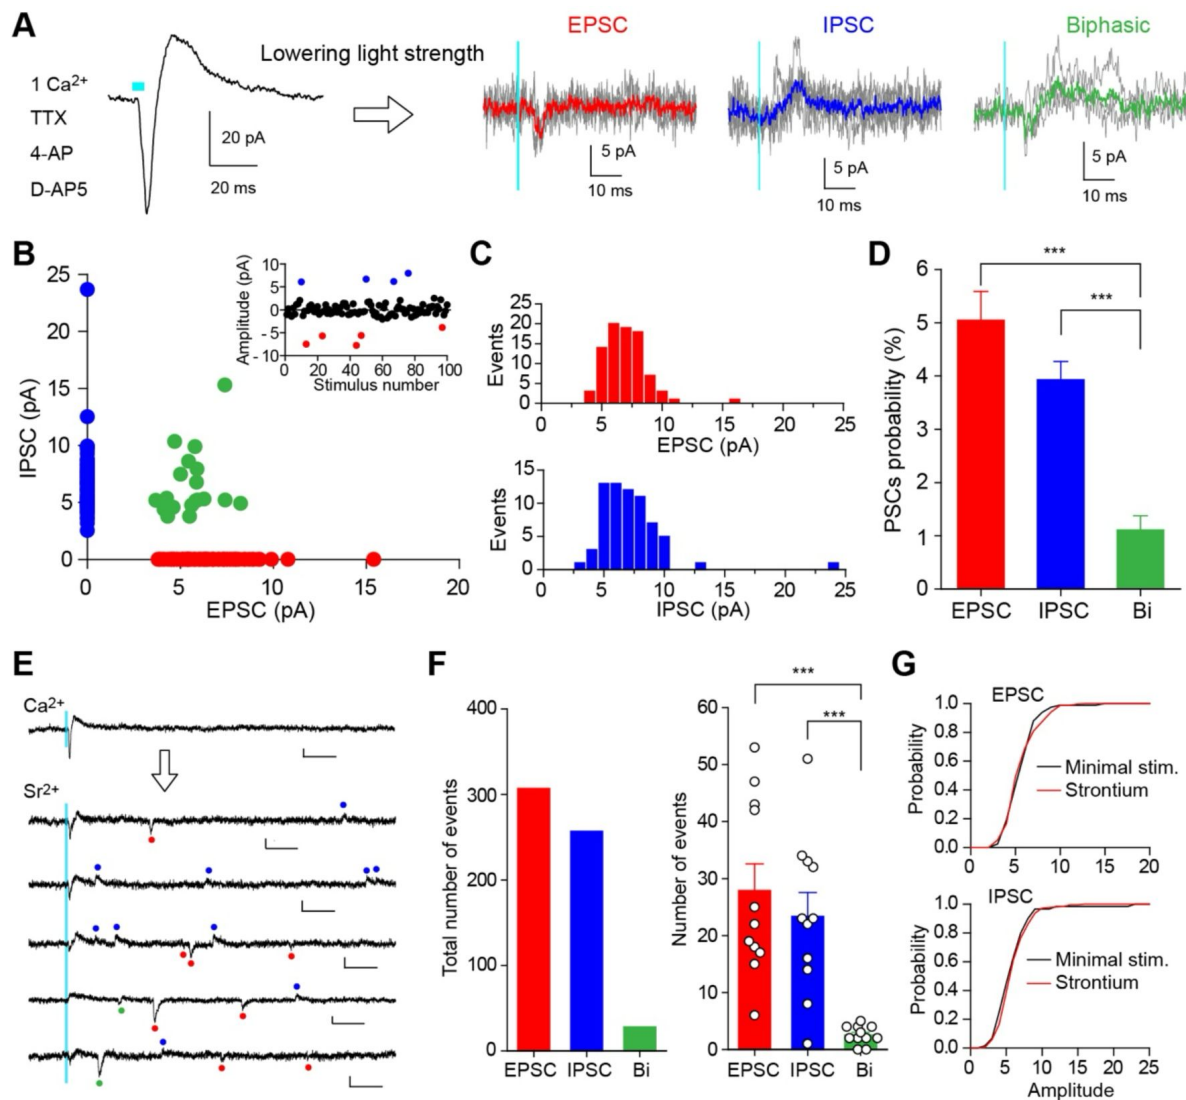 A
1 Ca2+
TTX
4-AP
D-AP5
20 pA
20 ms
Lowering light strength
EPSC
IPSC
Biphasic
5 pA
10 ms
5 pA
10 ms
5 pA
10 ms
B
IPSC (pA)
25
20
15
10
5
0
0 5 10 15 20
EPSC (pA)
Amplitude (pA)
10
5
0
-5
-10
0 20 40 60 80 100
Stimulus number
C
Events
25
20
15
10
5
0
0 5 10 15 20 25
EPSC (pA)
Events
15
10
5
0
0 5 10 15 20 25
IPSC (pA)
D
PSCs probability (%)
6
5
4
3
2
1
0
***
***
EPSC IPSC Bi
E
Ca2+
Sr2+
F
Total number of events
400
300
200
100
0
EPSC IPSC Bi
Number of events
60
50
40
30
20
10
0
***
***
EPSC IPSC Bi
G
EPSC
Probability
1.0
0.8
0.6
0.4
0.2
0.0
Minimal stim.
Strontium
0 5 10 15 20
IPSC
Probability
1.0
0.8
0.6
0.4
0.2
0.0
Minimal stim.
Strontium
0 5 10 15 20 25
Amplitude